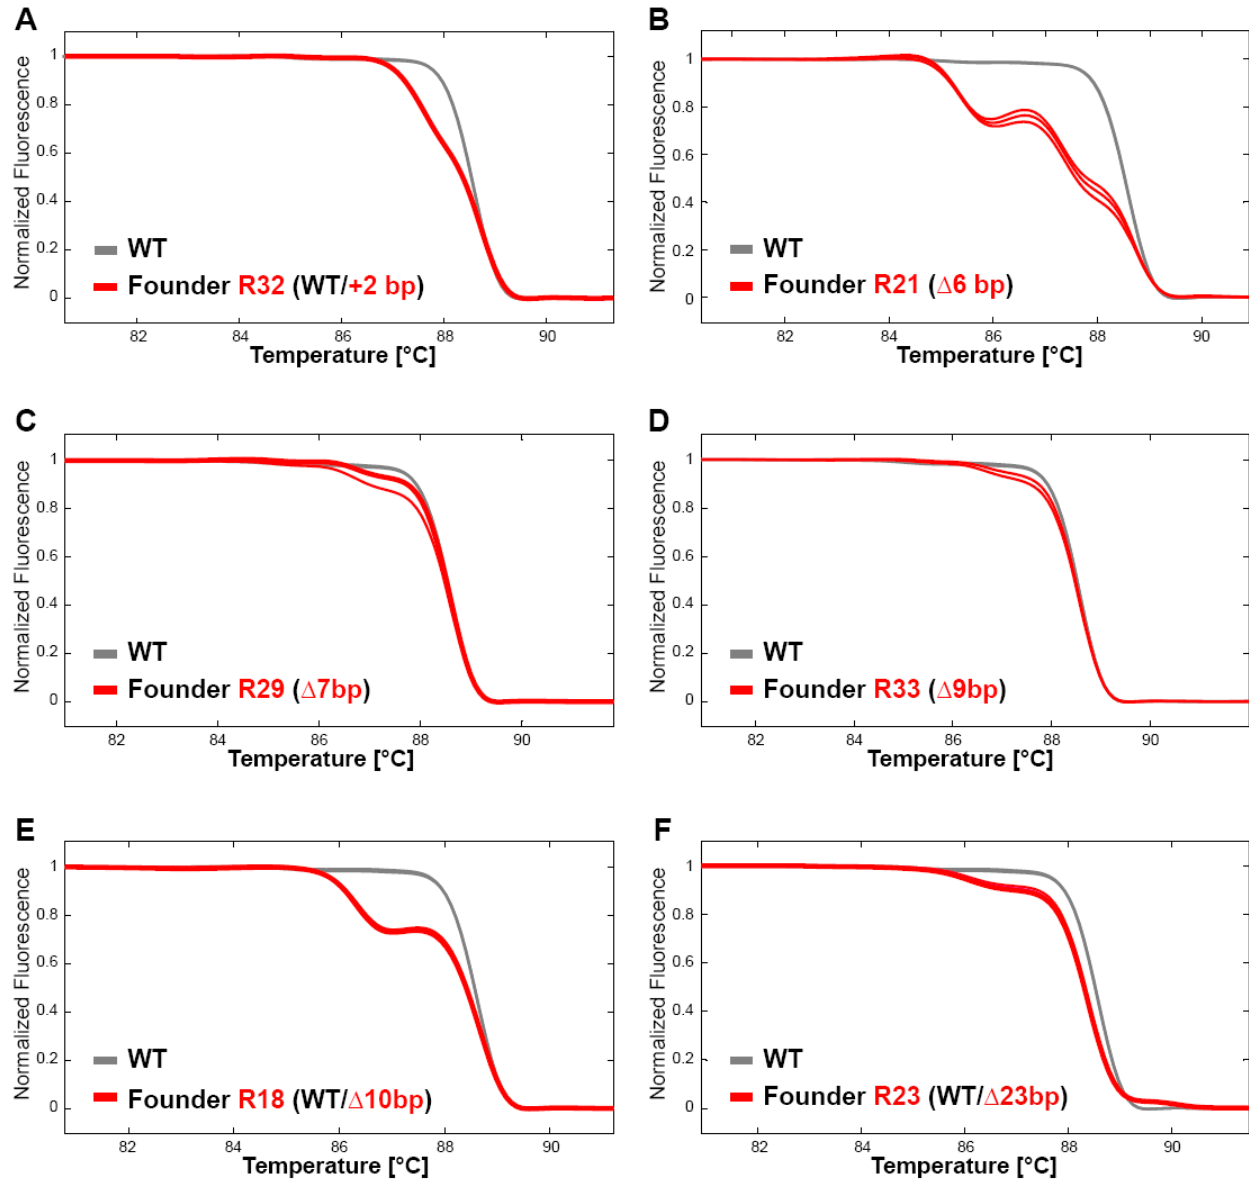 A
Normalized Fluorescence
1
0.8
0.6
0.4
0.2
0
WT
Founder R32 (WT/+2 bp)
82 84 86 88 90
Temperature [°C]
B
Normalized Fluorescence
1
0.8
0.6
0.4
0.2
0
WT
Founder R21 (Δ6 bp)
82 84 86 88 90
Temperature [°C]
C
Normalized Fluorescence
1
0.8
0.6
0.4
0.2
0
WT
Founder R29 (Δ7bp)
82 84 86 88 90
Temperature [°C]
D
Normalized Fluorescence
1
0.8
0.6
0.4
0.2
0
WT
Founder R33 (Δ9bp)
82 84 86 88 90
Temperature [°C]
E
Normalized Fluorescence
1
0.8
0.6
0.4
0.2
0
WT
Founder R18 (WT/Δ10bp)
82 84 86 88 90
Temperature [°C]
F
Normalized Fluorescence
1
0.8
0.6
0.4
0.2
0
WT
Founder R23 (WT/Δ23bp)
82 84 86 88 90
Temperature [°C]